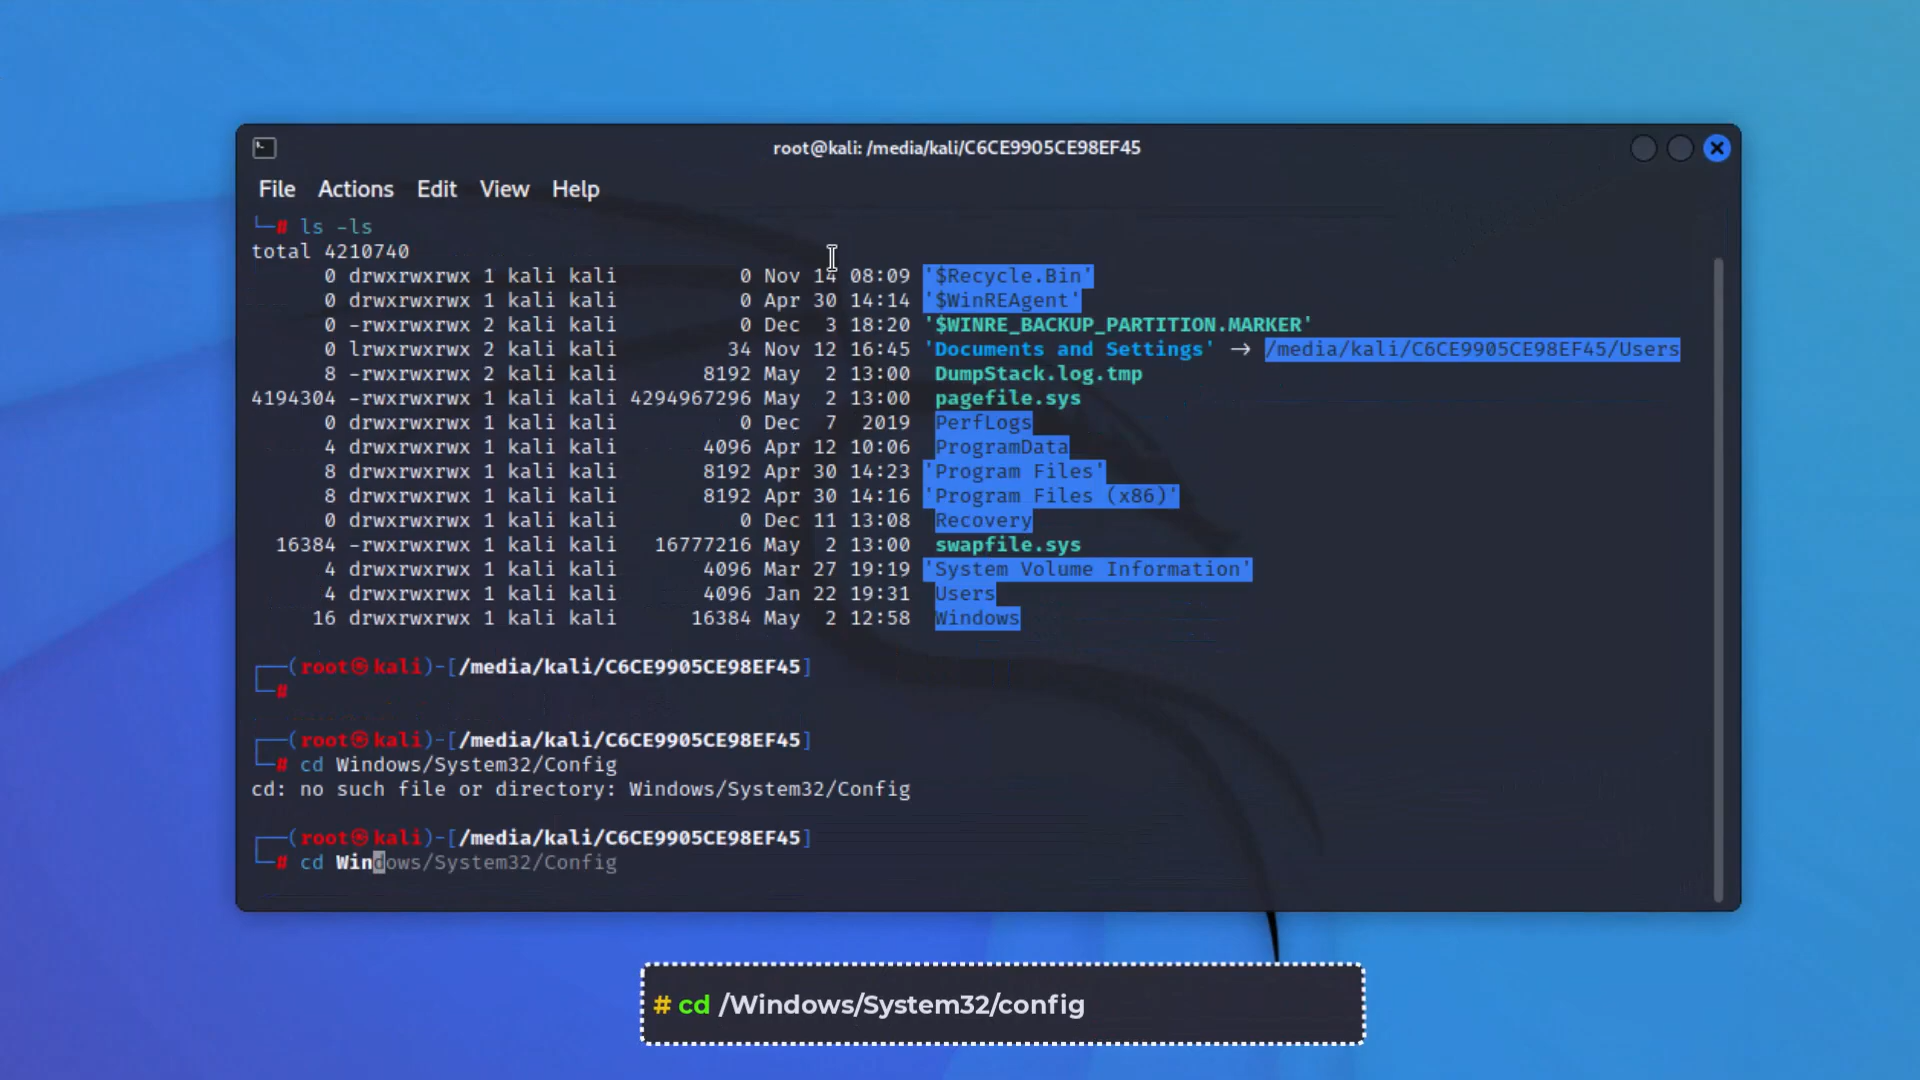 root@kali: /media/kali/C6CE9905CE98EF45
File Actions Edit View Help
└─# ls -ls
total 4210740
0 drwxrwxrwx 1 kali kali 0 Nov 14 08:09 '$Recycle.Bin'
0 drwxrwxrwx 1 kali kali 0 Apr 30 14:14 '$WinREAgent'
0 -rwxrwxrwx 2 kali kali 0 Dec 3 18:20 '$WINRE_BACKUP_PARTITION.MARKER'
0 lrwxrwxrwx 2 kali kali 34 Nov 12 16:45 'Documents and Settings' → /media/kali/C6CE9905CE98EF45/Users
8 -rwxrwxrwx 2 kali kali 8192 May 2 13:00 DumpStack.log.tmp
4194304 -rwxrwxrwx 1 kali kali 4294967296 May 2 13:00 pagefile.sys
0 drwxrwxrwx 1 kali kali 0 Dec 7 2019 PerfLogs
4 drwxrwxrwx 1 kali kali 4096 Apr 12 10:06 ProgramData
8 drwxrwxrwx 1 kali kali 8192 Apr 30 14:23 'Program Files'
8 drwxrwxrwx 1 kali kali 8192 Apr 30 14:16 'Program Files (x86)'
0 drwxrwxrwx 1 kali kali 0 Dec 11 13:08 Recovery
16384 -rwxrwxrwx 1 kali kali 16777216 May 2 13:00 swapfile.sys
4 drwxrwxrwx 1 kali kali 4096 Mar 27 19:19 'System Volume Information'
4 drwxrwxrwx 1 kali kali 4096 Jan 22 19:31 Users
16 drwxrwxrwx 1 kali kali 16384 May 2 12:58 Windows
┌──(root㉿kali)-[/media/kali/C6CE9905CE98EF45]
└─#
┌──(root㉿kali)-[/media/kali/C6CE9905CE98EF45]
└─# cd Windows/System32/Config
cd: no such file or directory: Windows/System32/Config
┌──(root㉿kali)-[/media/kali/C6CE9905CE98EF45]
└─# cd Windows/System32/Config
# cd /Windows/System32/config